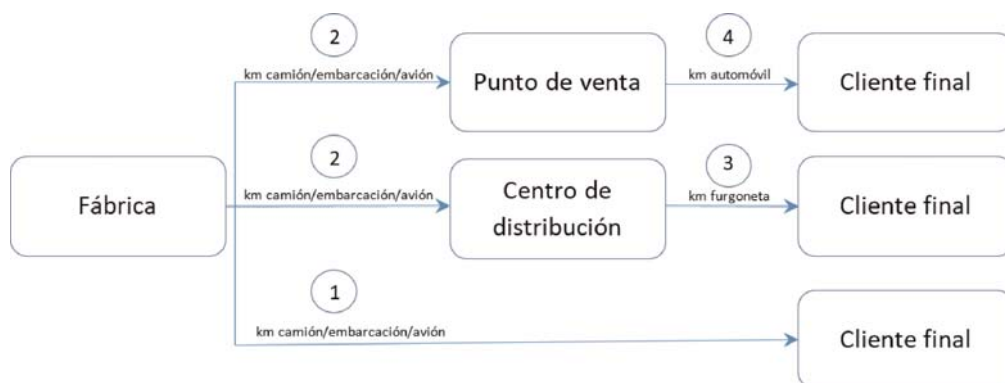 2
km camión/embarcación/avión
Punto de venta
4
km automóvil
Cliente final
Fábrica
2
km camión/embarcación/avión
Centro de
distribución
3
km furgoneta
Cliente final
1
km camión/embarcación/avión
Cliente final